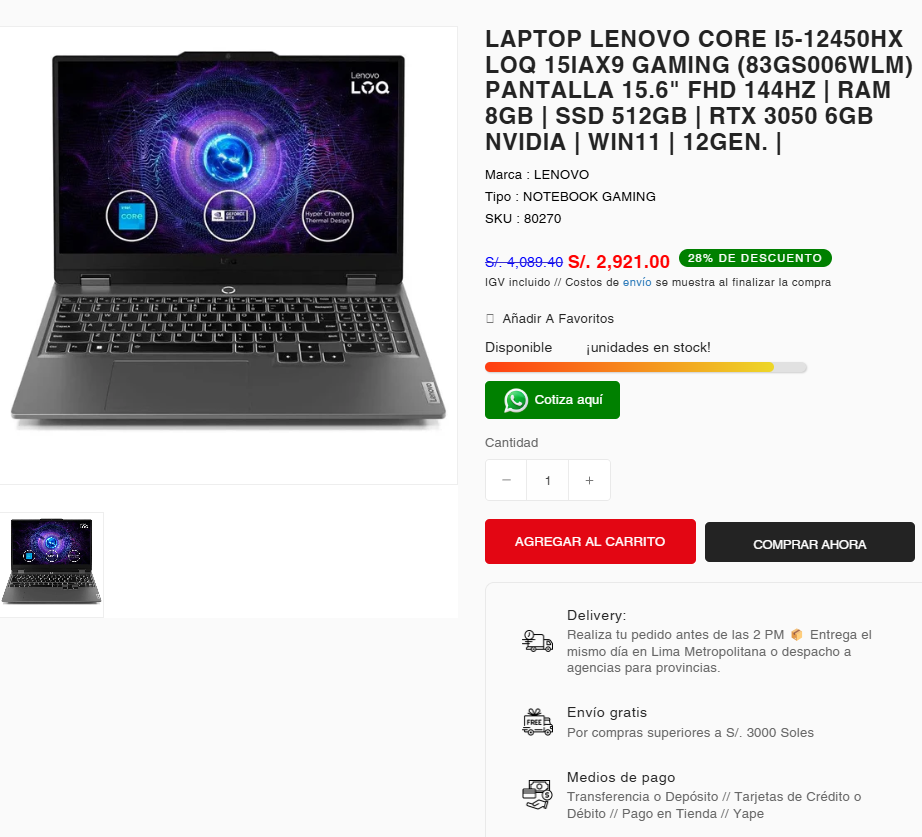 LAPTOP LENOVO CORE I5-12450HX
LOQ 15IAX9 GAMING (83GS006WLM)
PANTALLA 15.6" FHD 144HZ | RAM
8GB | SSD 512GB | RTX 3050 6GB
NVIDIA | WIN11 | 12GEN. |
Marca : LENOVO
Tipo : NOTEBOOK GAMING
SKU : 80270
S/. 4,089.40 S/. 2,921.00 28% DE DESCUENTO
IGV incluido // Costos de envío se muestra al finalizar la compra
Añadir A Favoritos
Disponible ¡unidades en stock!
Cotiza aquí
Cantidad
− 1 +
AGREGAR AL CARRITO
COMPRAR AHORA
Delivery:
Realiza tu pedido antes de las 2 PM 📦 Entrega el
mismo día en Lima Metropolitana o despacho a
agencias para provincias.
FREE
Envío gratis
Por compras superiores a S/. 3000 Soles
Medios de pago
Transferencia o Depósito // Tarjetas de Crédito o
Débito // Pago en Tienda // Yape
Lenovo
LOQ
intel
CORE
NVIDIA GEFORCE
RTX
Hyper Chamber
Thermal Design
LOQ
Lenovo